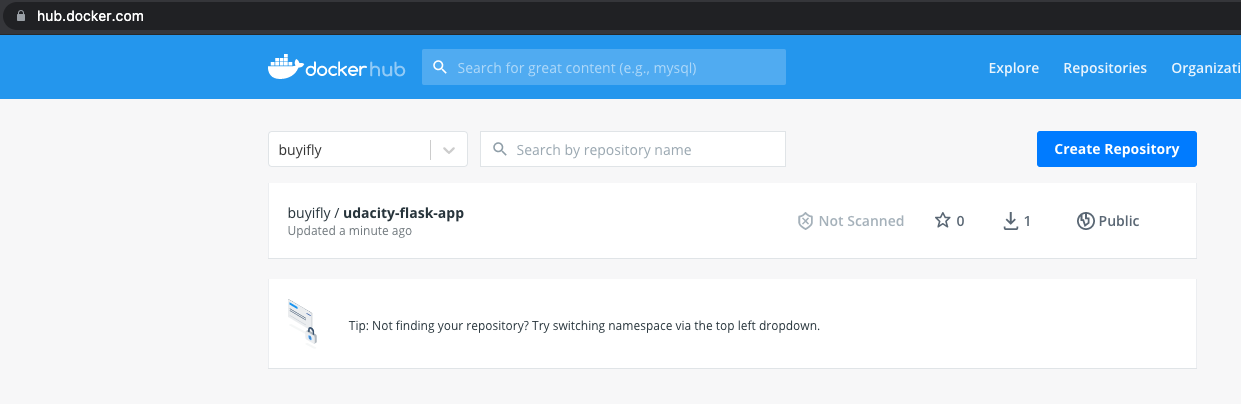 hub.docker.com
docker hub
Search for great content (e.g., mysql)
Explore
Repositories
Organizati
buyifly
Search by repository name
Create Repository
buyifly / udacity-flask-app
Updated a minute ago
Not Scanned
0
1
Public
Tip: Not finding your repository? Try switching namespace via the top left dropdown.